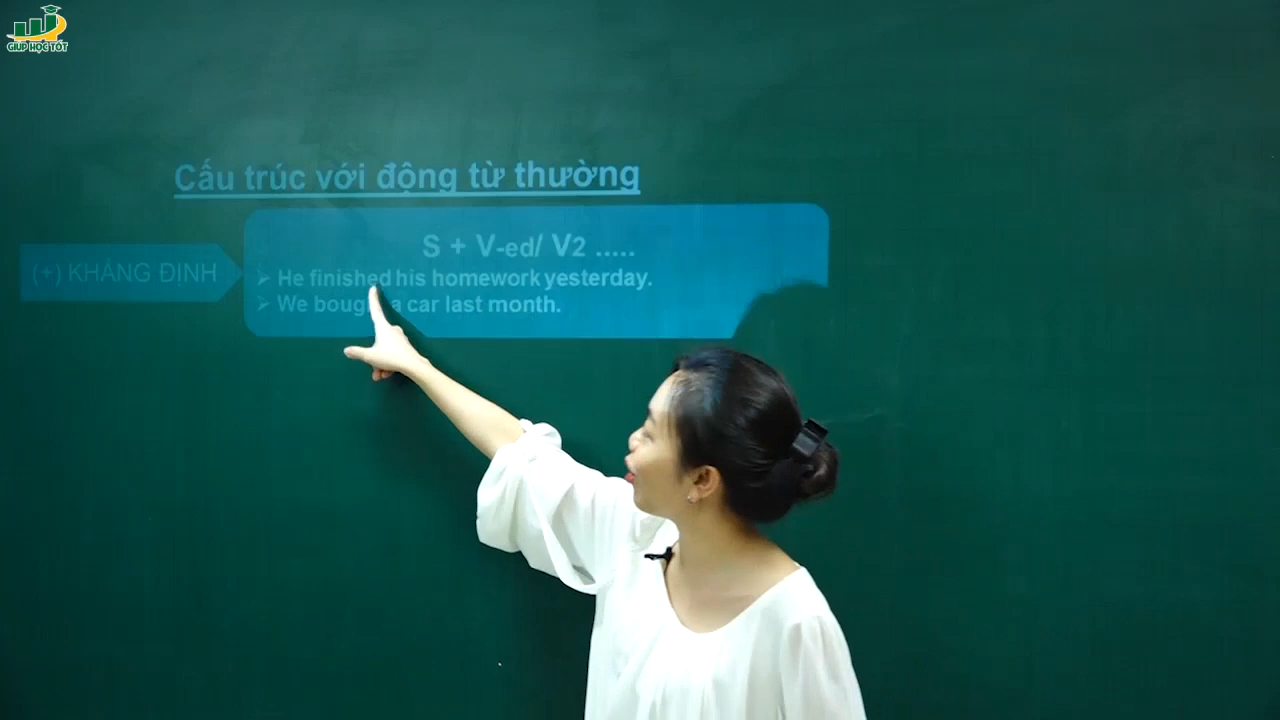 GIÚP HỌC TỐT
Cấu trúc với động từ thường
(+) KHẲNG ĐỊNH
S + V-ed/ V2 .....
➢ He finished his homework yesterday.
➢ We bought a car last month.